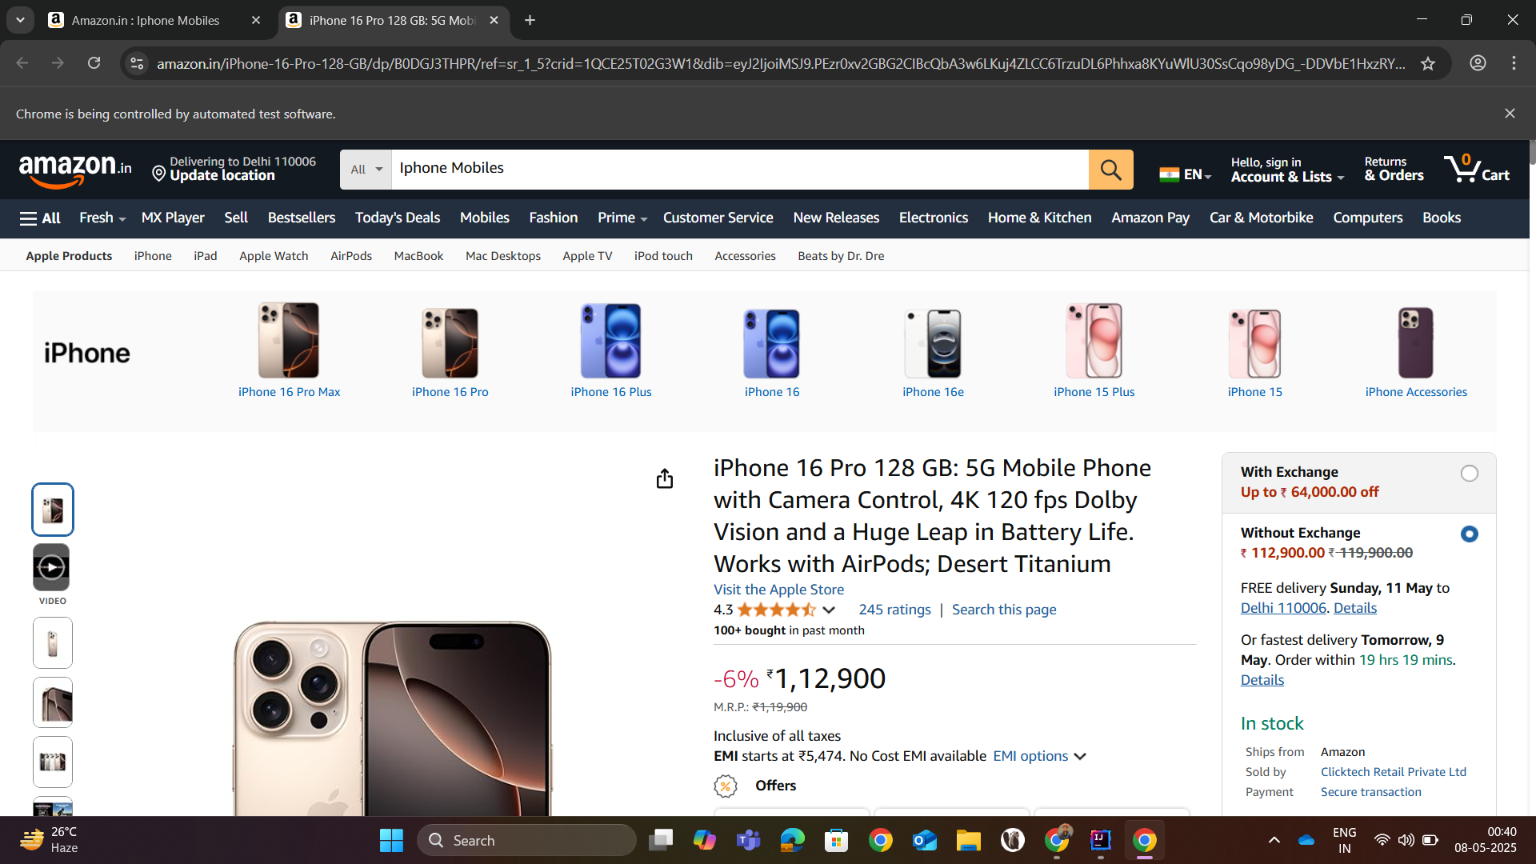 Amazon.in : Iphone Mobiles
iPhone 16 Pro 128 GB: 5G Mobi
amazon.in/iPhone-16-Pro-128-GB/dp/B0DGJ3THPR/ref=sr_1_5?crid=1QCE25T02G3W1&dib=eyJ2IjoiMSJ9.PEzr0xv2GBG2CIBcQbA3w6LKuj4ZLCC6TrzuDL6Phhxa8KYuWlU30SsCqo98yDG_-DDVbE1HxzRY...
Chrome is being controlled by automated test software.
amazon.in
Delivering to Delhi 110006
Update location
All
Iphone Mobiles
EN
Hello, sign in
Account & Lists
Returns
& Orders
0
Cart
All Fresh MX Player Sell Bestsellers Today's Deals Mobiles Fashion Prime Customer Service New Releases Electronics Home & Kitchen Amazon Pay Car & Motorbike Computers Books
Apple Products iPhone iPad Apple Watch AirPods MacBook Mac Desktops Apple TV iPod touch Accessories Beats by Dr. Dre
iPhone
iPhone 16 Pro Max iPhone 16 Pro iPhone 16 Plus iPhone 16 iPhone 16e iPhone 15 Plus iPhone 15 iPhone Accessories
VIDEO
iPhone 16 Pro 128 GB: 5G Mobile Phone
with Camera Control, 4K 120 fps Dolby
Vision and a Huge Leap in Battery Life.
Works with AirPods; Desert Titanium
Visit the Apple Store
4.3 245 ratings | Search this page
100+ bought in past month
-6% ₹1,12,900
M.R.P.: ₹1,19,900
Inclusive of all taxes
EMI starts at ₹5,474. No Cost EMI available EMI options
Offers
With Exchange
Up to ₹ 64,000.00 off
Without Exchange
₹ 112,900.00 ₹ 119,900.00
FREE delivery Sunday, 11 May to
Delhi 110006. Details
Or fastest delivery Tomorrow, 9
May. Order within 19 hrs 19 mins.
Details
In stock
Ships from Amazon
Sold by Clicktech Retail Private Ltd
Payment Secure transaction
26°C
Haze
Search
ENG
IN
00:40
08-05-2025